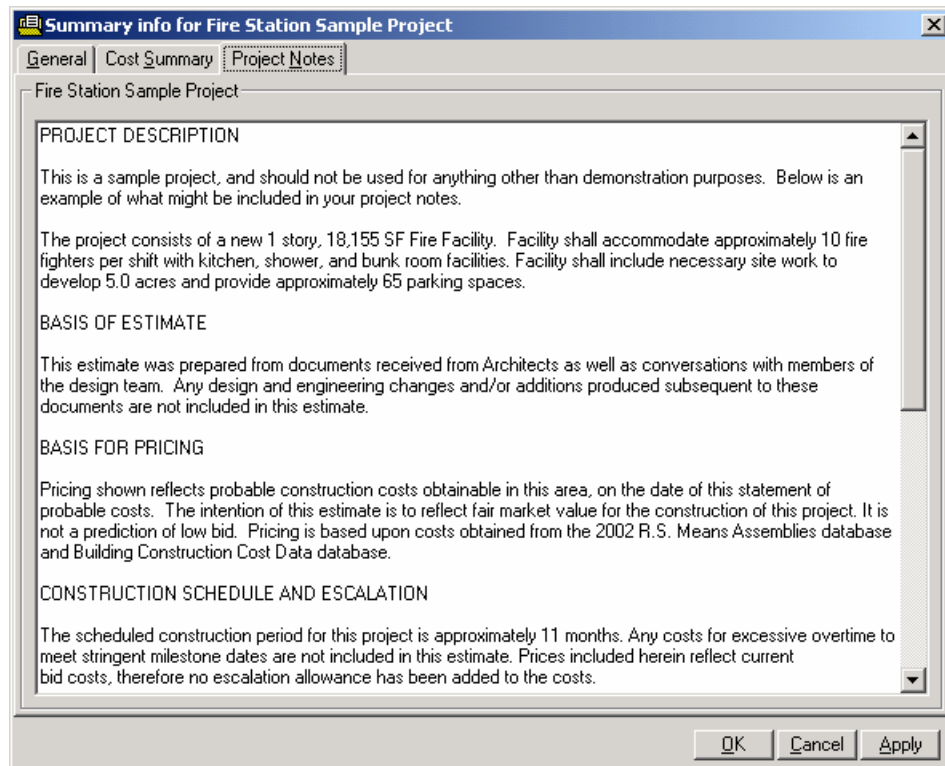 Summary info for Fire Station Sample Project
General Cost Summary Project Notes
Fire Station Sample Project
PROJECT DESCRIPTION
This is a sample project, and should not be used for anything other than demonstration purposes. Below is an
example of what might be included in your project notes.
The project consists of a new 1 story, 18,155 SF Fire Facility. Facility shall accommodate approximately 10 fire
fighters per shift with kitchen, shower, and bunk room facilities. Facility shall include necessary site work to
develop 5.0 acres and provide approximately 65 parking spaces.
BASIS OF ESTIMATE
This estimate was prepared from documents received from Architects as well as conversations with members of
the design team. Any design and engineering changes and/or additions produced subsequent to these
documents are not included in this estimate.
BASIS FOR PRICING
Pricing shown reflects probable construction costs obtainable in this area, on the date of this statement of
probable costs. The intention of this estimate is to reflect fair market value for the construction of this project. It is
not a prediction of low bid. Pricing is based upon costs obtained from the 2002 R.S. Means Assemblies database
and Building Construction Cost Data database.
CONSTRUCTION SCHEDULE AND ESCALATION
The scheduled construction period for this project is approximately 11 months. Any costs for excessive overtime to
meet stringent milestone dates are not included in this estimate. Prices included herein reflect current
bid costs, therefore no escalation allowance has been added to the costs.
OK Cancel Apply